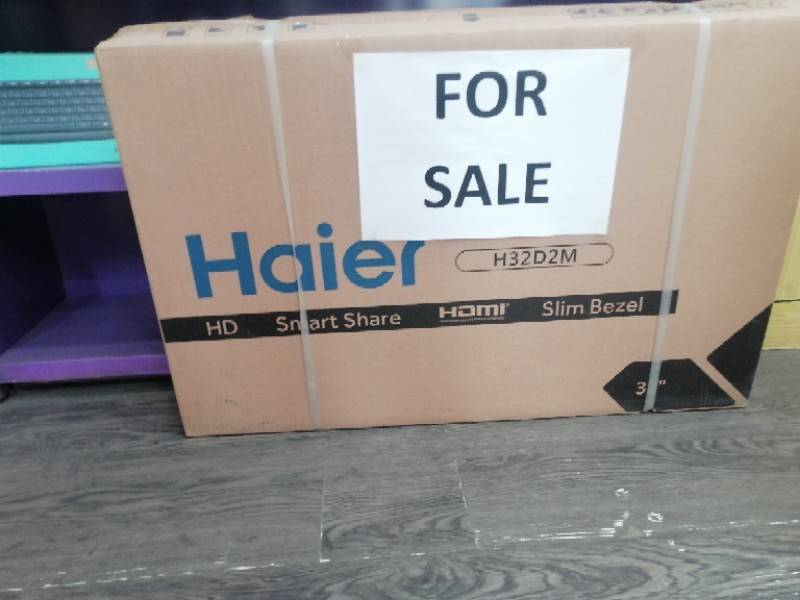 FOR
SALE
Haier
H32D2M
HD Smart Share HDMI Slim Bezel